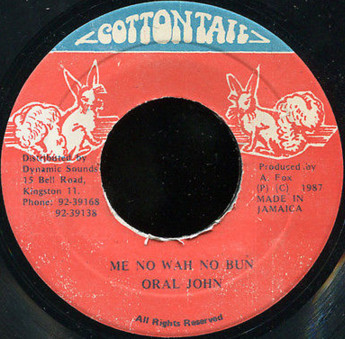 COTTONTAIL
Distributed by
Dynamic Sounds
15 Bell Road,
Kingston 11.
Phone: 92-39168
92-39138
Produced by
A. Fox
(P) (C) 1987
MADE IN
JAMAICA
ME NO WAH NO BUN
ORAL JOHN
All Rights Reserved